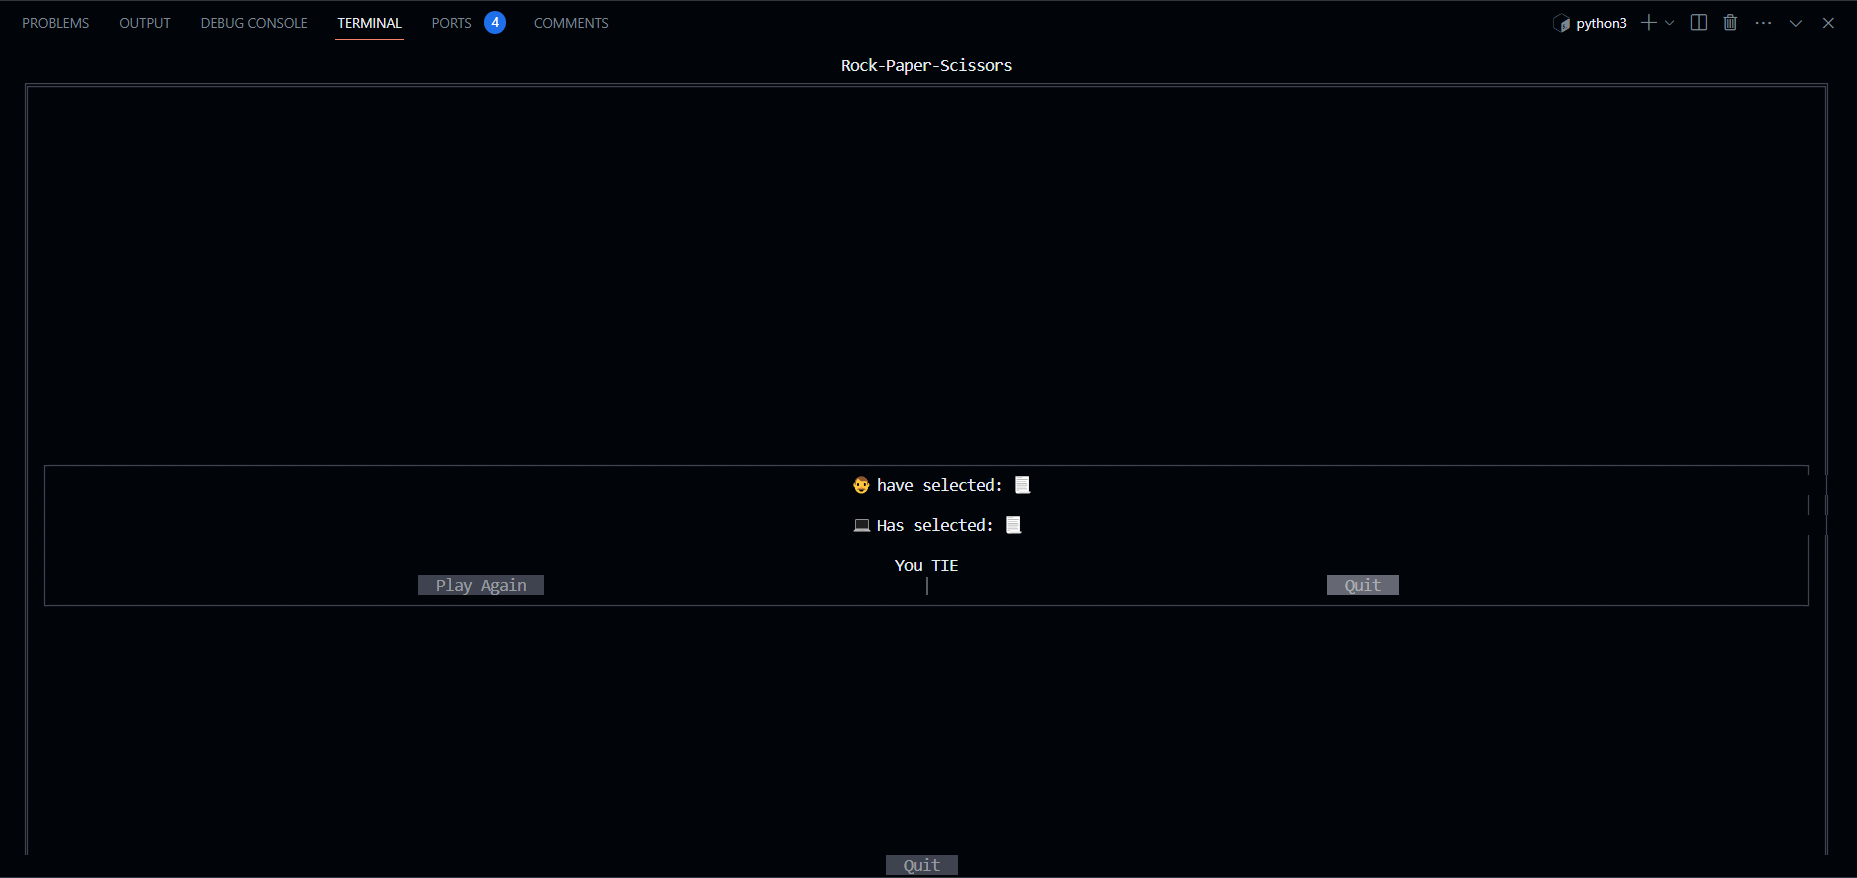 PROBLEMS OUTPUT DEBUG CONSOLE TERMINAL PORTS 4 COMMENTS python3
Rock-Paper-Scissors
👨 have selected: 📃
💻 Has selected: 📃
You TIE
Play Again | Quit
Quit